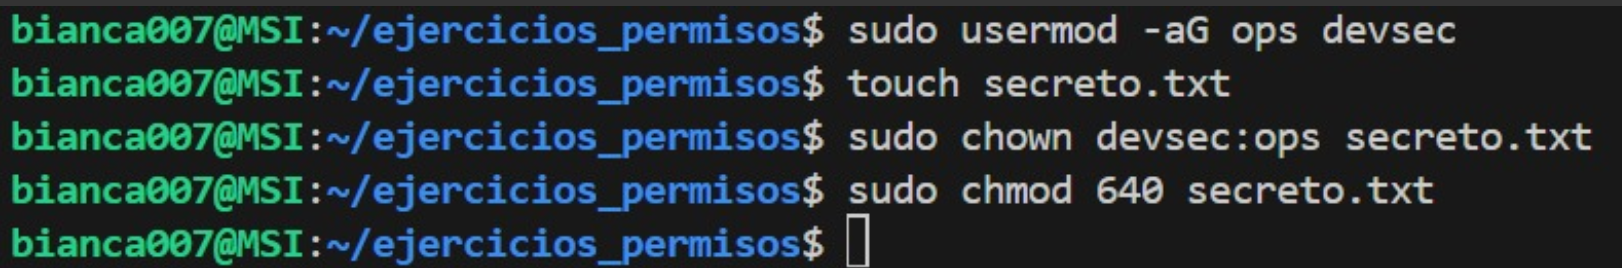 bianca007@MSI:~/ejercicios_permisos$ sudo usermod -aG ops devsec
bianca007@MSI:~/ejercicios_permisos$ touch secreto.txt
bianca007@MSI:~/ejercicios_permisos$ sudo chown devsec:ops secreto.txt
bianca007@MSI:~/ejercicios_permisos$ sudo chmod 640 secreto.txt
bianca007@MSI:~/ejercicios_permisos$